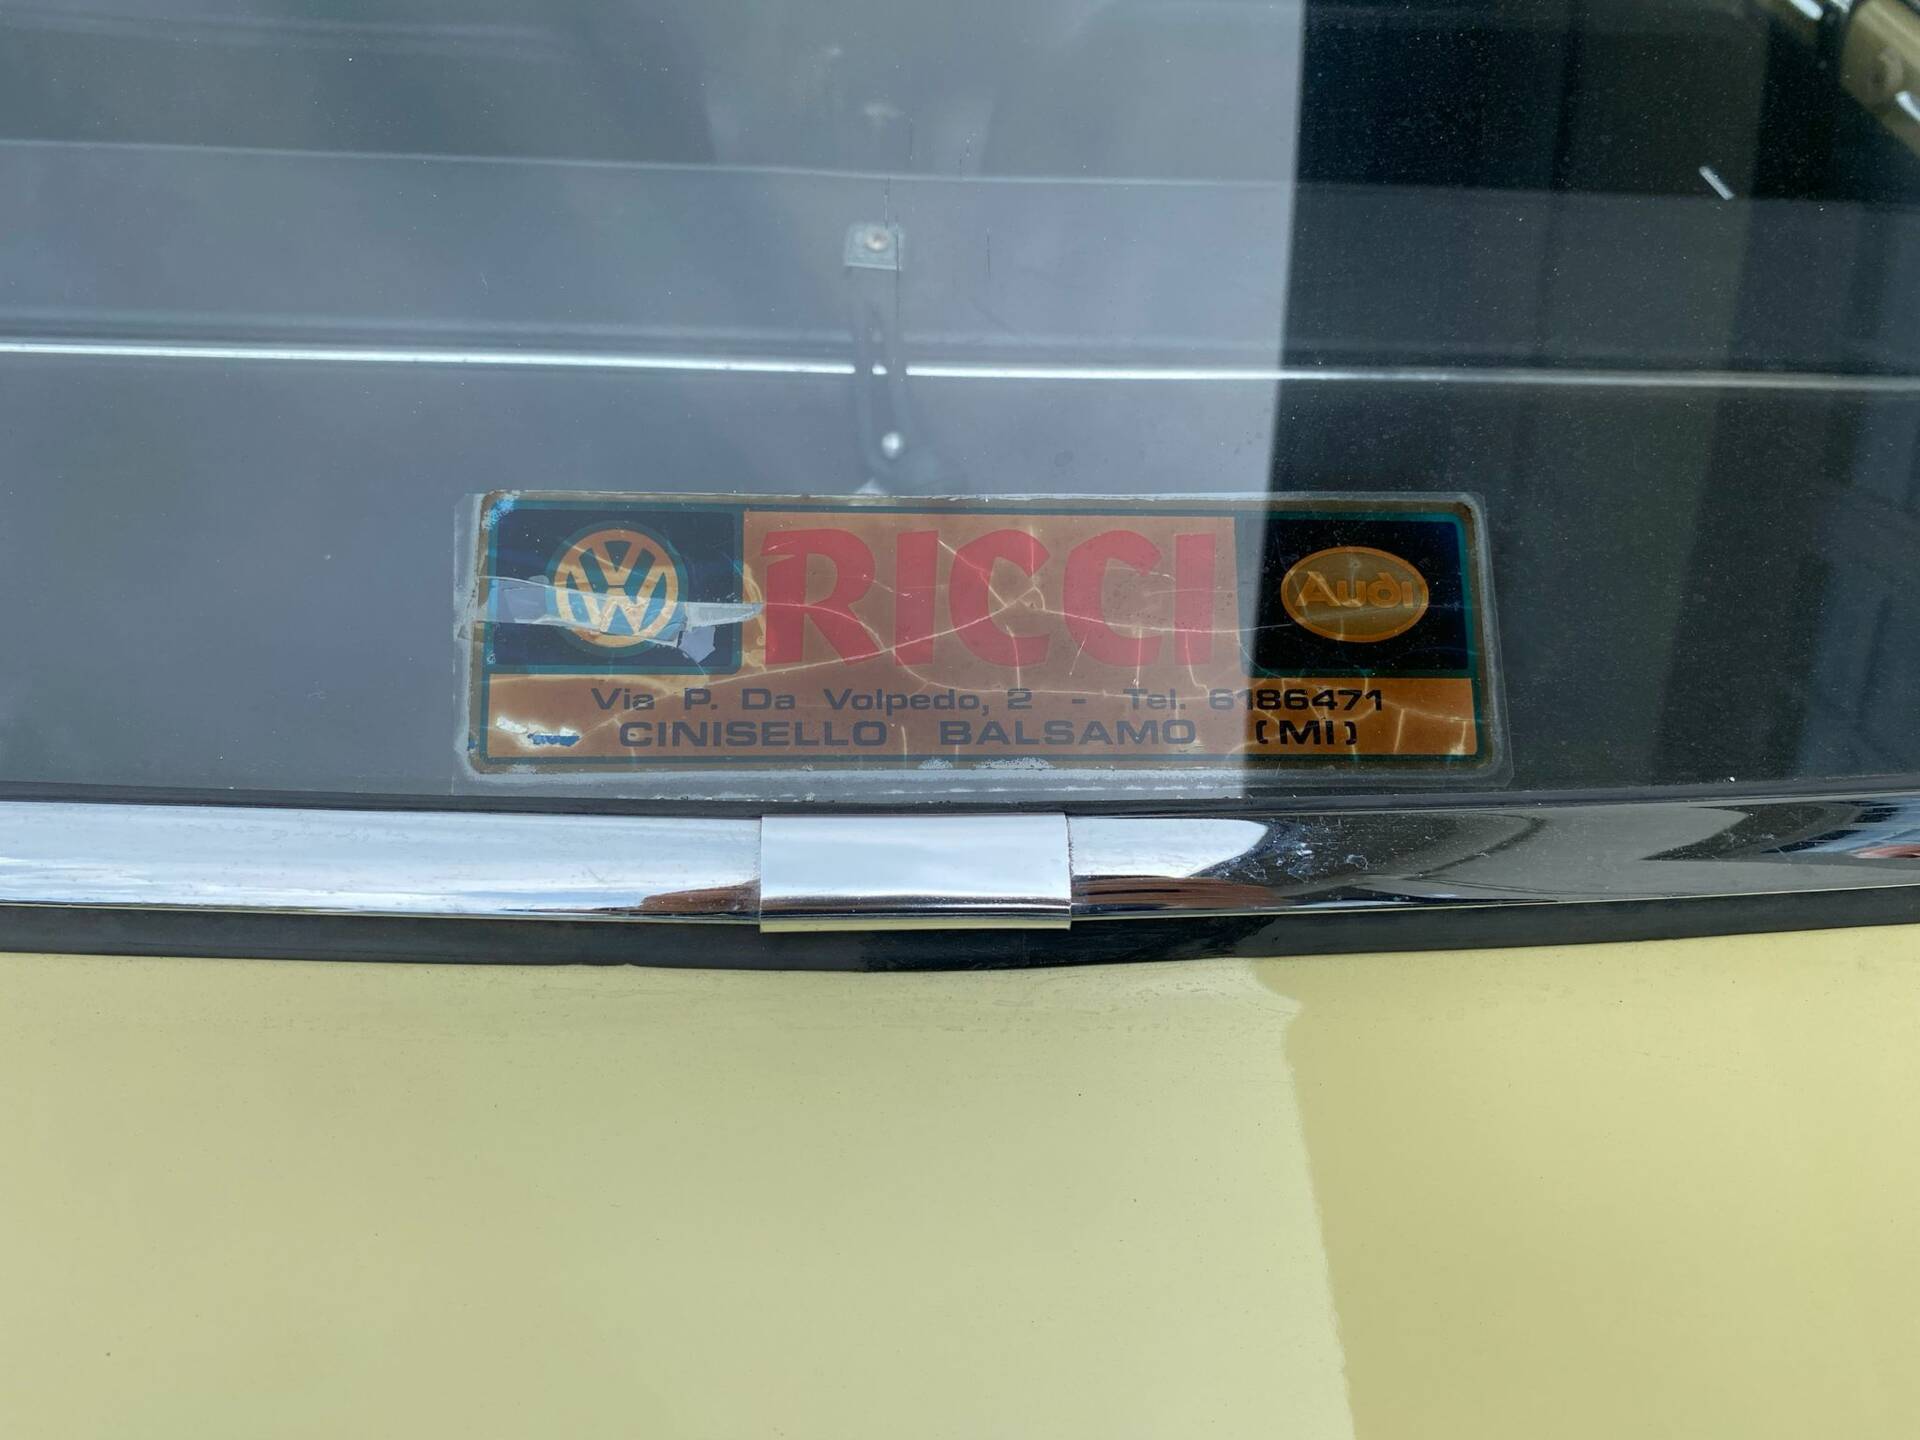 VW RICCI Audi
Via P. Da Volpedo, 2 - Tel. 6186471
CINISELLO BALSAMO (MI)